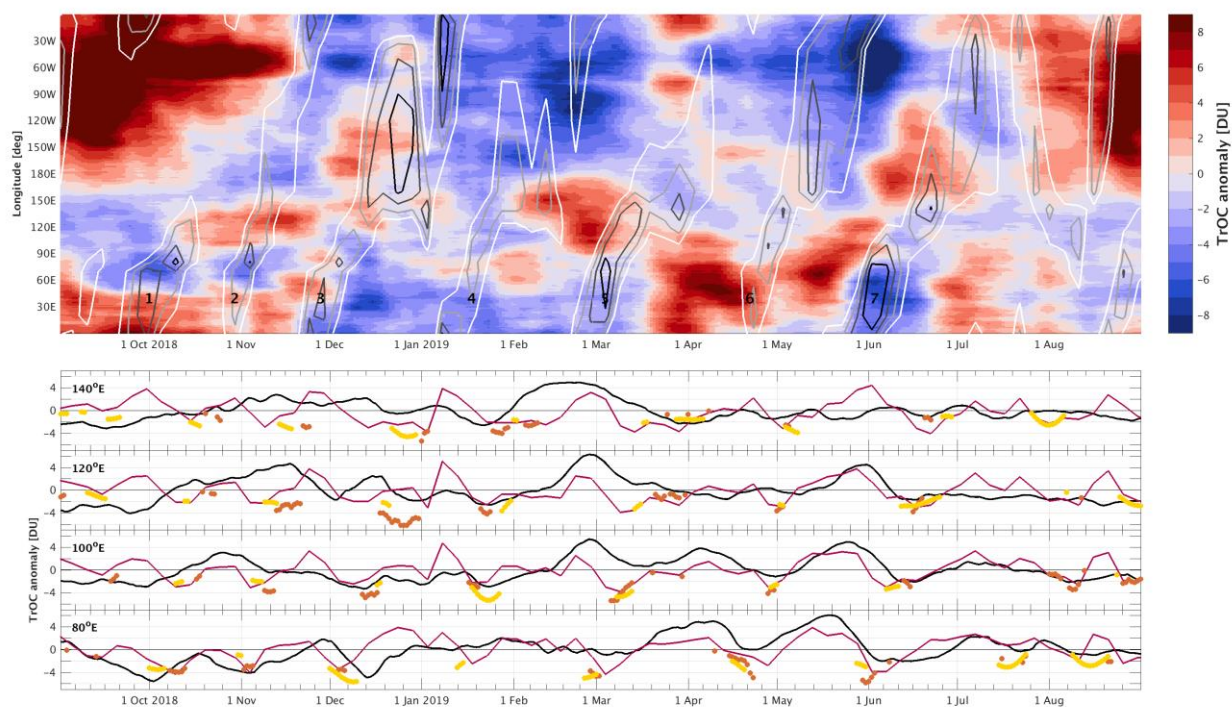 30W
60W
90W
120W
150W
180E
150E
120E
90E
60E
30E
Longitude [deg]
1 2 3 4 5 6 7
1 Oct 2018 1 Nov 1 Dec 1 Jan 2019 1 Feb 1 Mar 1 Apr 1 May 1 Jun 1 Jul 1 Aug
8
6
4
2
0
-2
-4
-6
-8
TrOC anomaly [DU]
140°E
4
0
-4
120°E
4
0
-4
100°E
4
0
-4
80°E
4
0
-4
TrOC anomaly [DU]
1 Oct 2018 1 Nov 1 Dec 1 Jan 2019 1 Feb 1 Mar 1 Apr 1 May 1 Jun 1 Jul 1 Aug